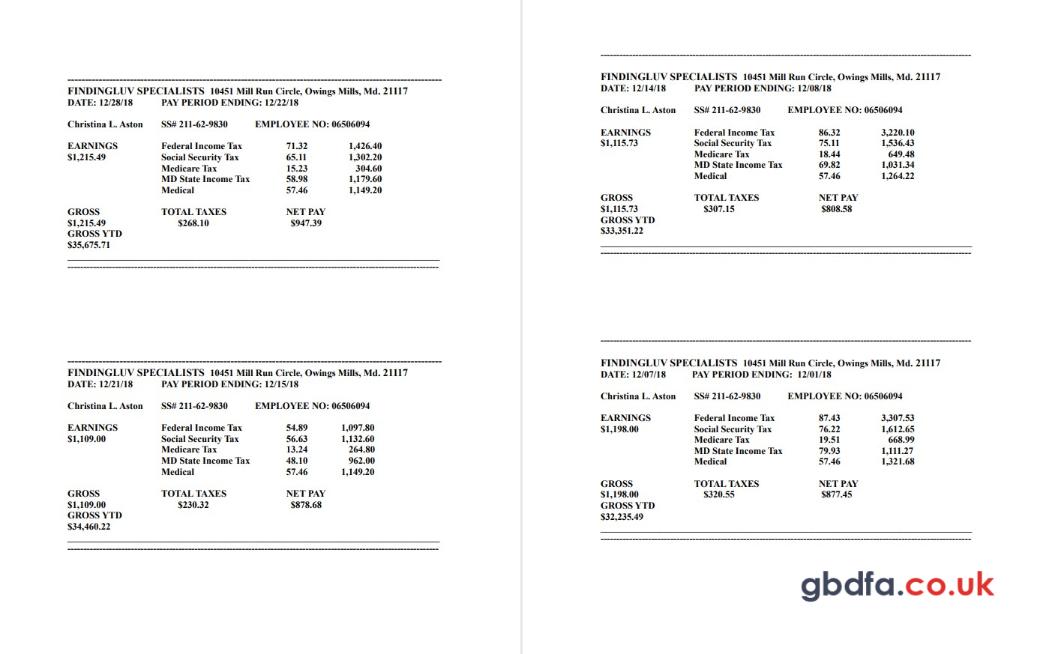 FINDINGLUV SPECIALISTS 10451 Mill Run Circle, Owings Mills, Md. 21117
DATE: 12/28/18 PAY PERIOD ENDING: 12/22/18
Christina L. Aston SS# 211-62-9830 EMPLOYEE NO: 06506094
EARNINGS Federal Income Tax 71.32 1,426.40
$1,215.49 Social Security Tax 65.11 1,302.20
Medicare Tax 15.23 304.60
MD State Income Tax 58.98 1,179.60
Medical 57.46 1,149.20
GROSS TOTAL TAXES NET PAY
$1,215.49 $268.10 $947.39
GROSS YTD
$35,675.71
FINDINGLUV SPECIALISTS 10451 Mill Run Circle, Owings Mills, Md. 21117
DATE: 12/21/18 PAY PERIOD ENDING: 12/15/18
Christina L. Aston SS# 211-62-9830 EMPLOYEE NO: 06506094
EARNINGS Federal Income Tax 54.89 1,097.80
$1,109.00 Social Security Tax 56.63 1,132.60
Medicare Tax 13.24 264.80
MD State Income Tax 48.10 962.00
Medical 57.46 1,149.20
GROSS TOTAL TAXES NET PAY
$1,109.00 $230.32 $878.68
GROSS YTD
$34,460.22
FINDINGLUV SPECIALISTS 10451 Mill Run Circle, Owings Mills, Md. 21117
DATE: 12/14/18 PAY PERIOD ENDING: 12/08/18
Christina L. Aston SS# 211-62-9830 EMPLOYEE NO: 06506094
EARNINGS Federal Income Tax 86.32 3,220.10
$1,115.73 Social Security Tax 75.11 1,536.43
Medicare Tax 18.44 649.48
MD State Income Tax 69.82 1,031.34
Medical 57.46 1,264.22
GROSS TOTAL TAXES NET PAY
$1,115.73 $307.15 $808.58
GROSS YTD
$33,351.22
FINDINGLUV SPECIALISTS 10451 Mill Run Circle, Owings Mills, Md. 21117
DATE: 12/07/18 PAY PERIOD ENDING: 12/01/18
Christina L. Aston SS# 211-62-9830 EMPLOYEE NO: 06506094
EARNINGS Federal Income Tax 87.43 3,307.53
$1,198.00 Social Security Tax 76.22 1,612.65
Medicare Tax 19.51 668.99
MD State Income Tax 79.93 1,111.27
Medical 57.46 1,321.68
GROSS TOTAL TAXES NET PAY
$1,198.00 $320.55 $877.45
GROSS YTD
$32,235.49
gbdfa.co.uk